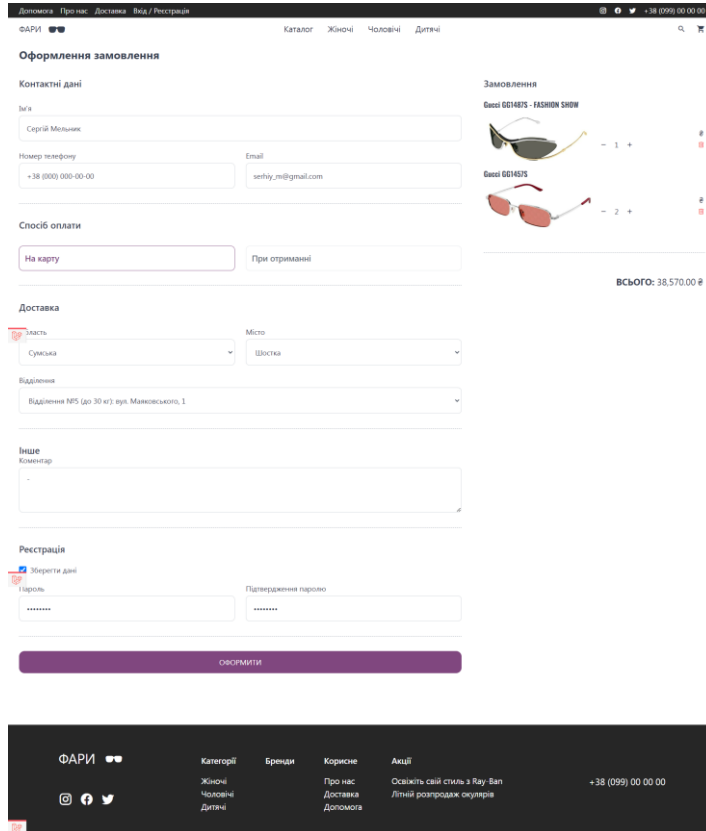 Допомога Про нас Доставка Вхід / Реєстрація +38 (099) 00 00 00
ФАРИ Каталог Жіночі Чоловічі Дитячі
Оформлення замовлення
Контактні дані
Ім'я
Сергій Мельник
Номер телефону Email
+38 (000) 000-00-00 serhiy_m@gmail.com
Спосіб оплати
На карту При отриманні
Доставка
бласть Місто
Сумська Шостка
Відділення
Відділення №5 (до 30 кг): вул. Маяковського, 1
Інше
Коментар
-
Реєстрація
Зберегти дані
Пароль Підтвердження паролю
•••••••• ••••••••
ОФОРМИТИ
Замовлення
Gucci GG1487S - FASHION SHOW
₴
- 1 +
Gucci GG1457S
₴
- 2 +
ВСЬОГО: 38,570.00 ₴
ФАРИ
Категорії Бренди Корисне Акції
Жіночі Про нас Освіжіть свій стиль з Ray-Ban +38 (099) 00 00 00
Чоловічі Доставка Літній розпродаж окулярів
Дитячі Допомога